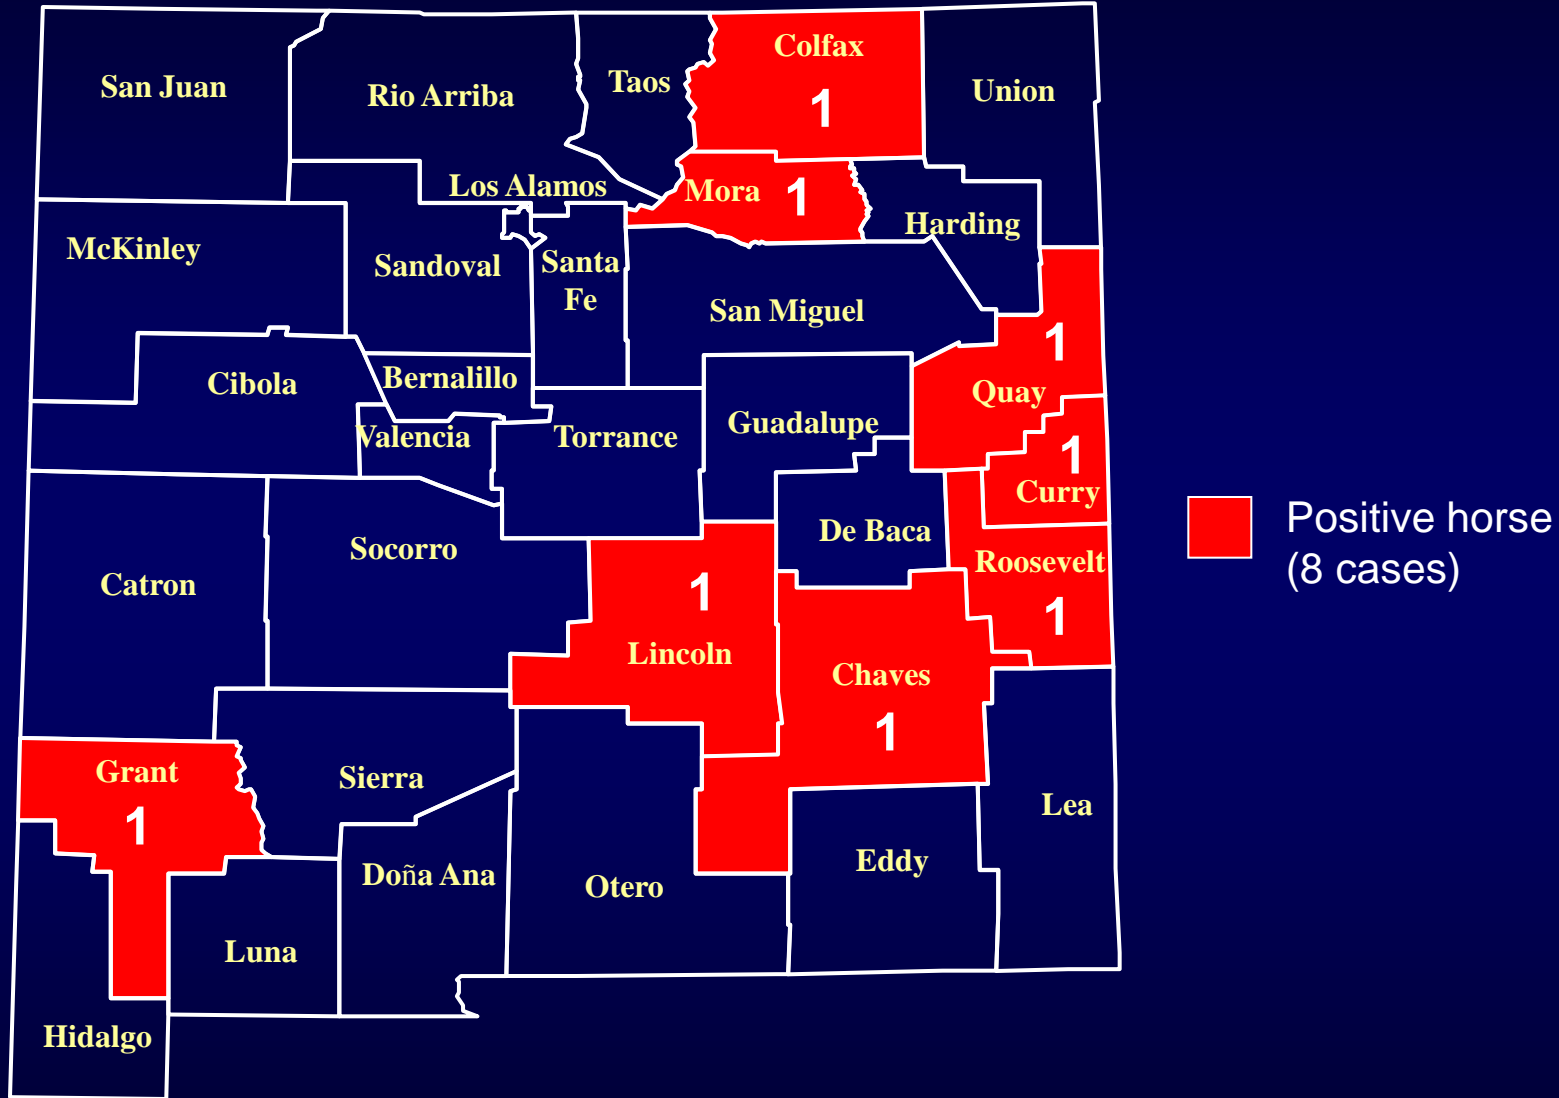 Colfax
1
San Juan
Rio Arriba
Taos
Union
Los Alamos
Mora 1
Harding
McKinley
Sandoval
Santa
Fe
San Miguel
1
Quay
Cibola
Bernalillo
Valencia
Torrance
Guadalupe
1
Curry
De Baca
Socorro
Catron
Roosevelt
1
1
Lincoln
Chaves
1
Grant
1
Sierra
Lea
Doña Ana
Otero
Eddy
Luna
Hidalgo
Positive horse
(8 cases)